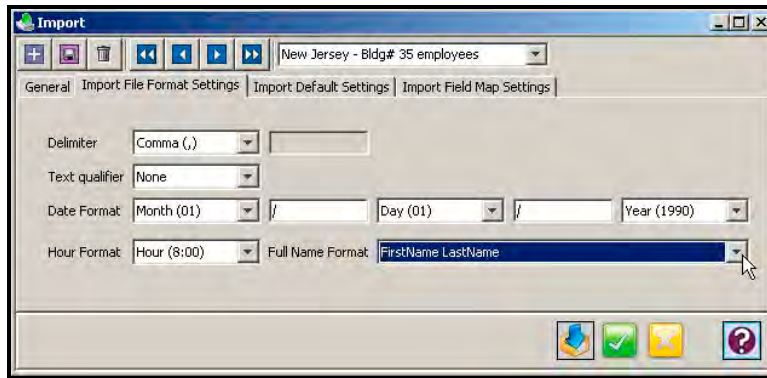 Import
New Jersey - Bldg# 35 employees
General Import File Format Settings Import Default Settings Import Field Map Settings
Delimiter Comma (,)
Text qualifier None
Date Format Month (01) / Day (01) / Year (1990)
Hour Format Hour (8:00) Full Name Format FirstName LastName